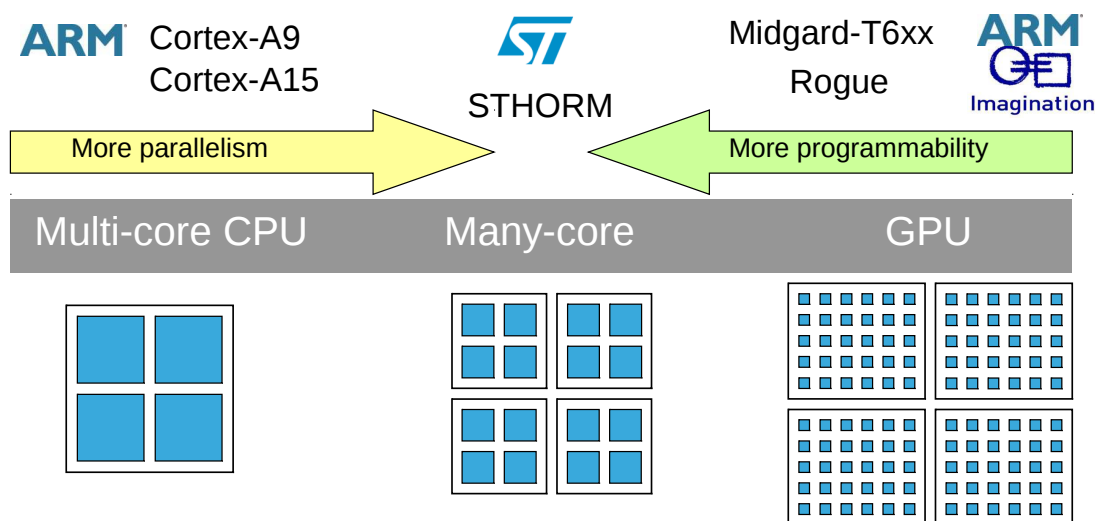 ARM
Cortex-A9
Cortex-A15
ST
STHORM
Midgard-T6xx
Rogue
ARM
Imagination
More parallelism
More programmability
Multi-core CPU
Many-core
GPU